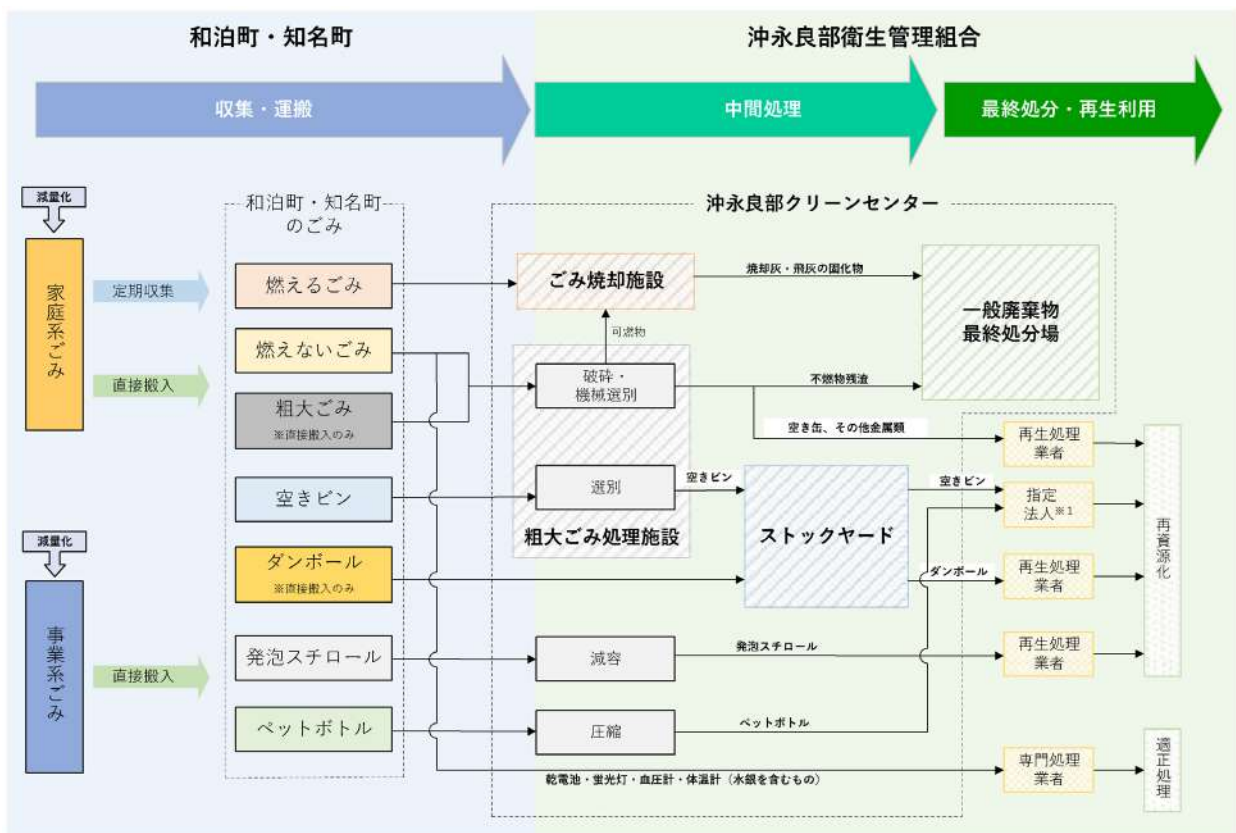 和泊町・知名町
沖永良部衛生管理組合
収集・運搬
中間処理
最終処分・再生利用
減量化
家庭系ごみ
定期収集
直接搬入
減量化
事業系ごみ
直接搬入
和泊町・知名町
のごみ
燃えるごみ
燃えないごみ
粗大ごみ
※直接搬入のみ
空きビン
ダンボール
※直接搬入のみ
発泡スチロール
ペットボトル
沖永良部クリーンセンター
ごみ焼却施設
可燃物
破砕・
機械選別
選別
粗大ごみ処理施設
減容
圧縮
焼却灰・飛灰の固化物
一般廃棄物
最終処分場
不燃物残渣
空き缶、その他金属類
空きビン
ストックヤード
空きビン
ダンボール
発泡スチロール
ペットボトル
乾電池・蛍光灯・血圧計・体温計（水銀を含むもの）
再生処理
業者
指定
法人※1
再生処理
業者
再生処理
業者
専門処理
業者
再資源化
適正処理